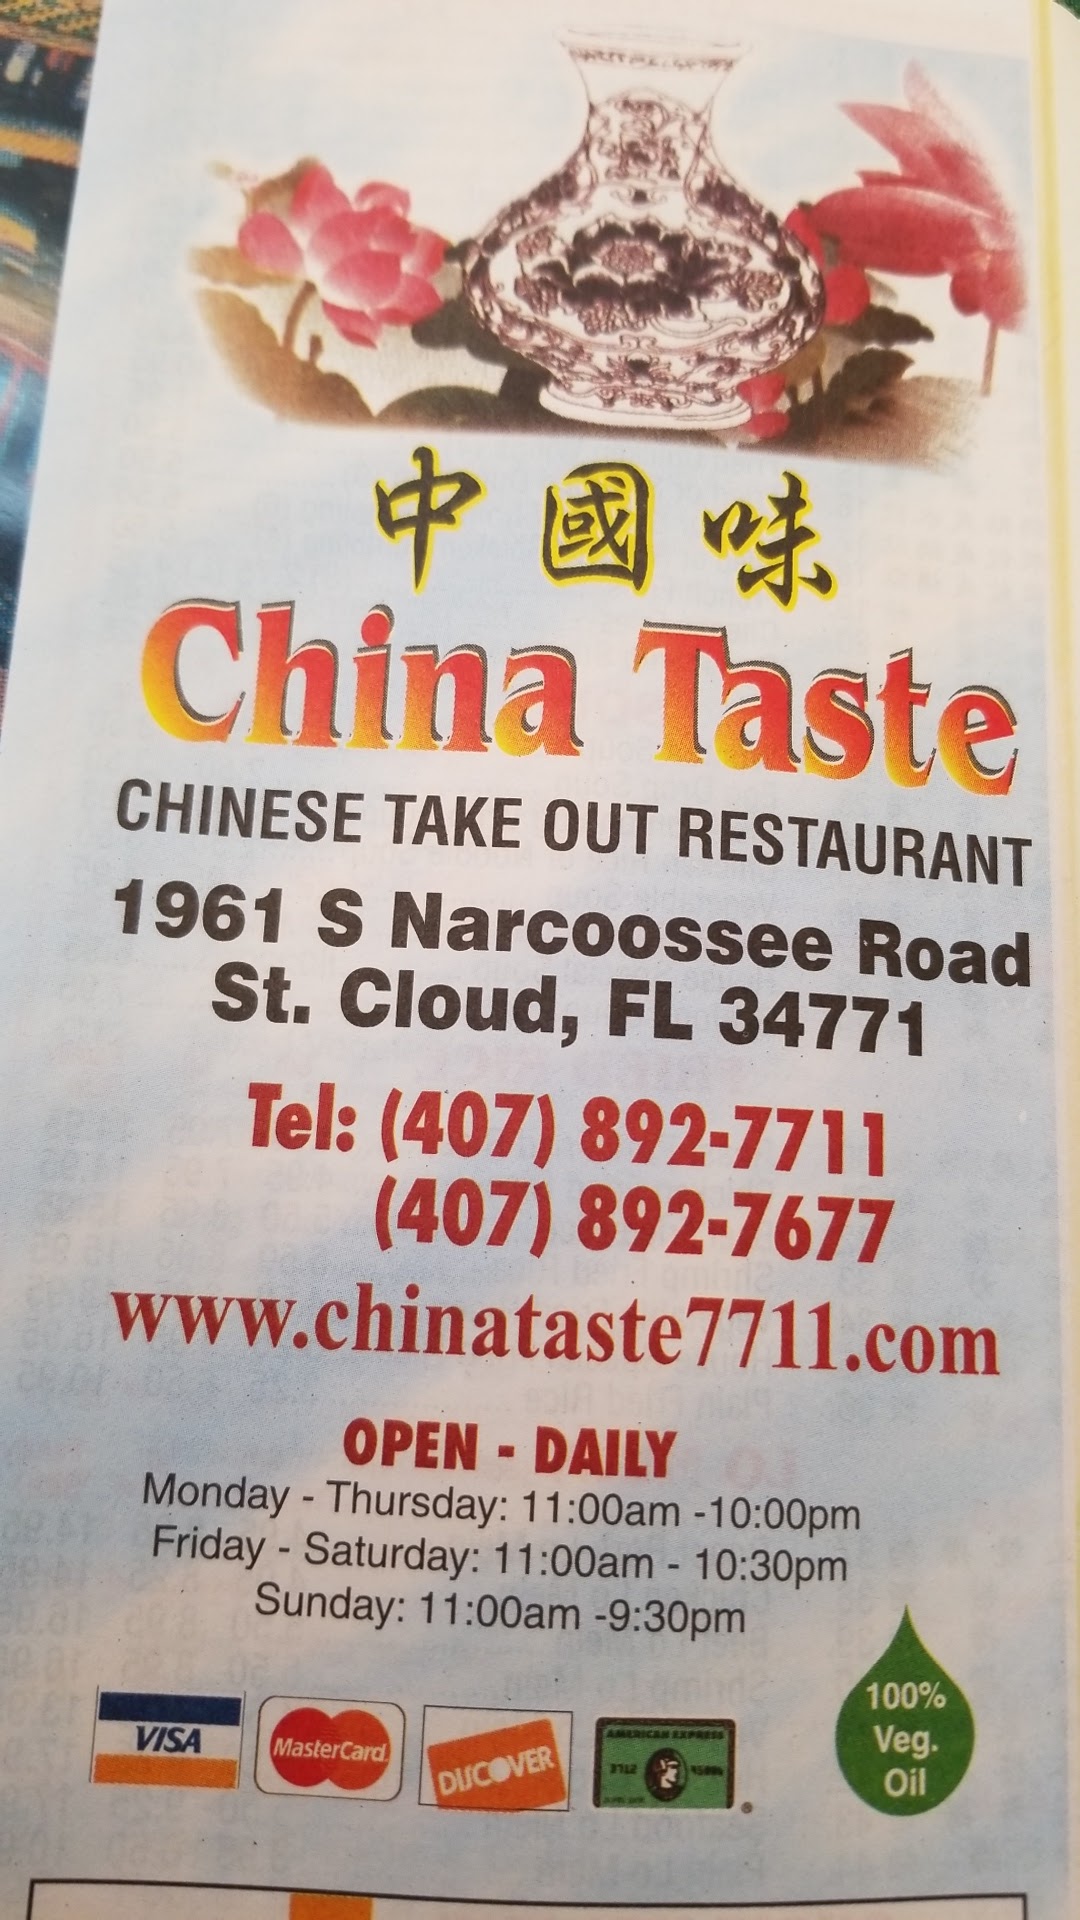 中國味
China Taste
CHINESE TAKE OUT RESTAURANT
1961 S Narcoossee Road
St. Cloud, FL 34771
Tel: (407) 892-7711
(407) 892-7677
www.chinataste7711.com
OPEN - DAILY
Monday - Thursday: 11:00am -10:00pm
Friday - Saturday: 11:00am - 10:30pm
Sunday: 11:00am -9:30pm
VISA
MasterCard
DISCOVER
AMERICAN EXPRESS
3712
100%
Veg.
Oil